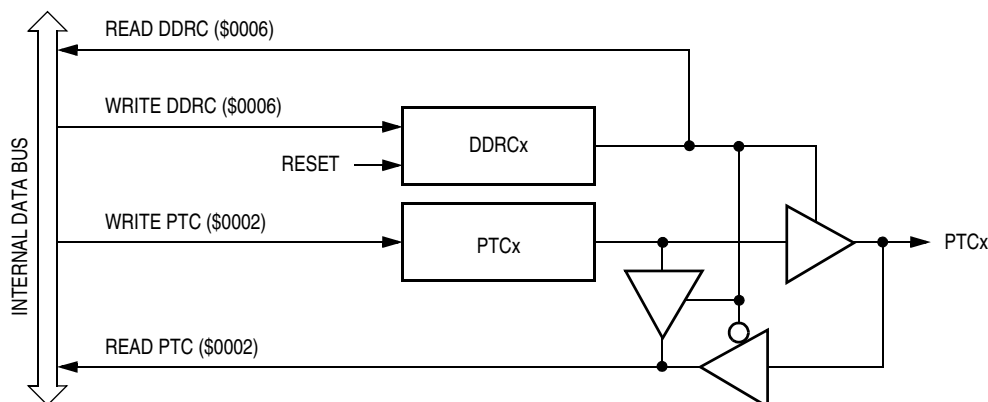 READ DDRC ($0006)
WRITE DDRC ($0006)
DDRCx
RESET
INTERNAL DATA BUS
WRITE PTC ($0002)
PTCx
PTCx
READ PTC ($0002)